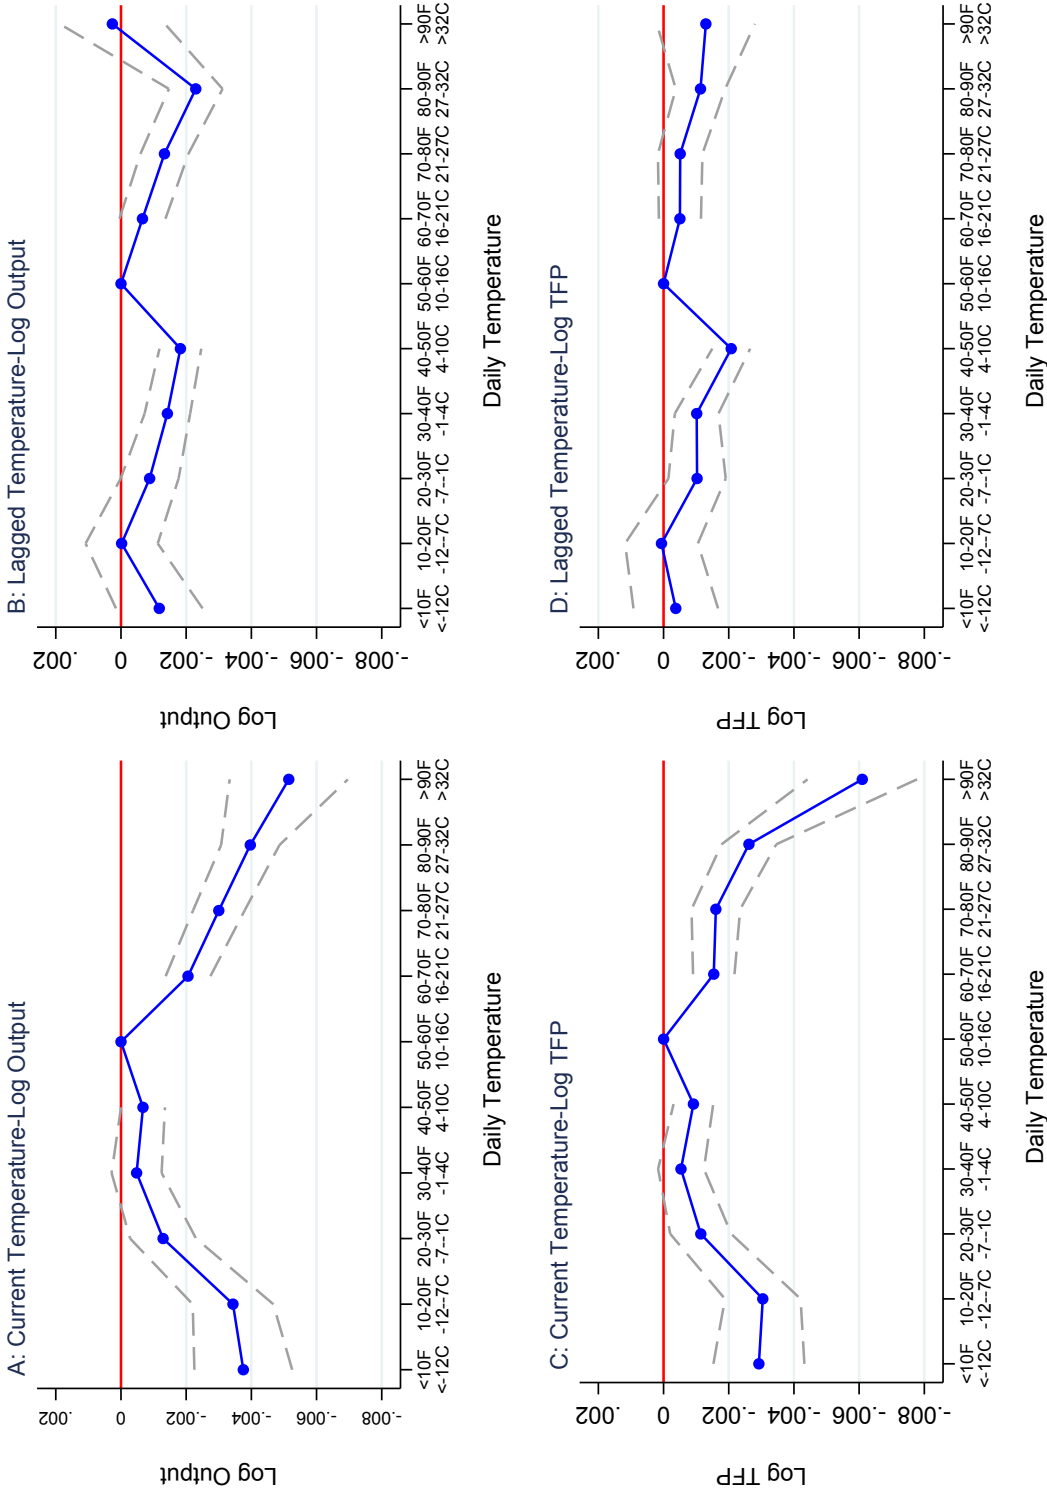 A: Current Temperature-Log Output
Log Output
.002
0
-.002
-.004
-.006
-.008
<10F 10-20F 20-30F 30-40F 40-50F 50-60F 60-70F 70-80F 80-90F >90F
<-12C -12--7C -7--1C -1-4C 4-10C 10-16C 16-21C 21-27C 27-32C >32C
Daily Temperature
B: Lagged Temperature-Log Output
Log Output
.002
0
-.002
-.004
-.006
-.008
<10F 10-20F 20-30F 30-40F 40-50F 50-60F 60-70F 70-80F 80-90F >90F
<-12C -12--7C -7--1C -1-4C 4-10C 10-16C 16-21C 21-27C 27-32C >32C
Daily Temperature
C: Current Temperature-Log TFP
Log TFP
.002
0
-.002
-.004
-.006
-.008
<10F 10-20F 20-30F 30-40F 40-50F 50-60F 60-70F 70-80F 80-90F >90F
<-12C -12--7C -7--1C -1-4C 4-10C 10-16C 16-21C 21-27C 27-32C >32C
Daily Temperature
D: Lagged Temperature-Log TFP
Log TFP
.002
0
-.002
-.004
-.006
-.008
<10F 10-20F 20-30F 30-40F 40-50F 50-60F 60-70F 70-80F 80-90F >90F
<-12C -12--7C -7--1C -1-4C 4-10C 10-16C 16-21C 21-27C 27-32C >32C
Daily Temperature